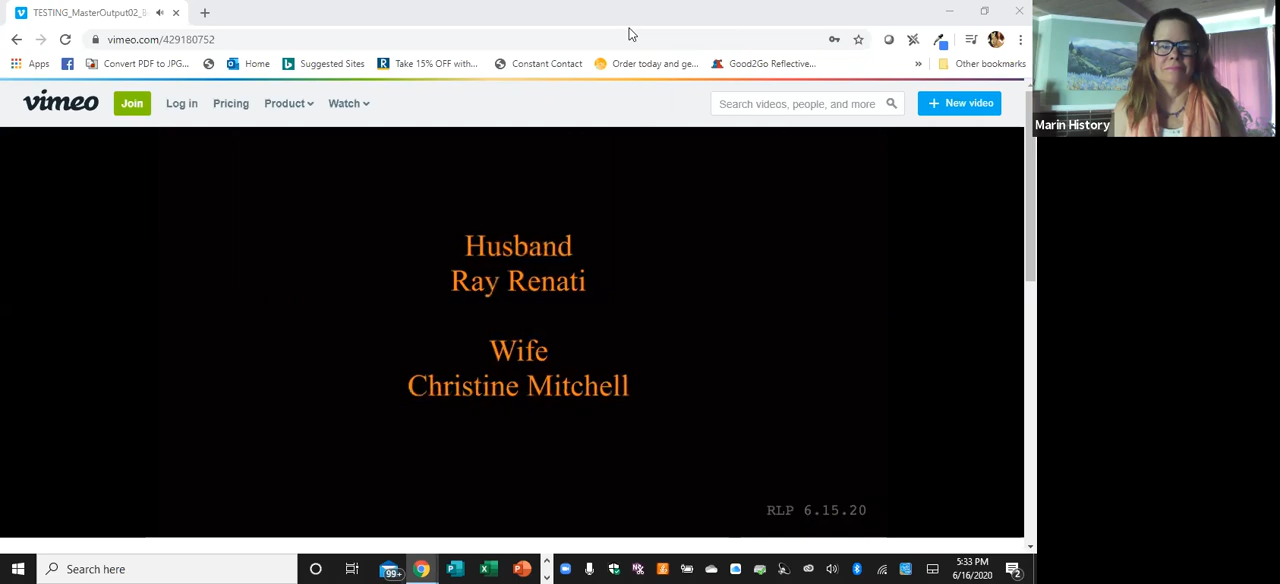 TESTING_MasterOutput02_B
vimeo.com/429180752
Apps
Convert PDF to JPG...
Home
Suggested Sites
Take 15% OFF with...
Constant Contact
Order today and ge...
Good2Go Reflective...
»
Other bookmarks
vimeo
Join
Log in
Pricing
Product
Watch
Search videos, people, and more
+ New video
Marin History
Husband
Ray Renati
Wife
Christine Mitchell
RLP 6.15.20
Search here
99+
5:33 PM
6/16/2020
2